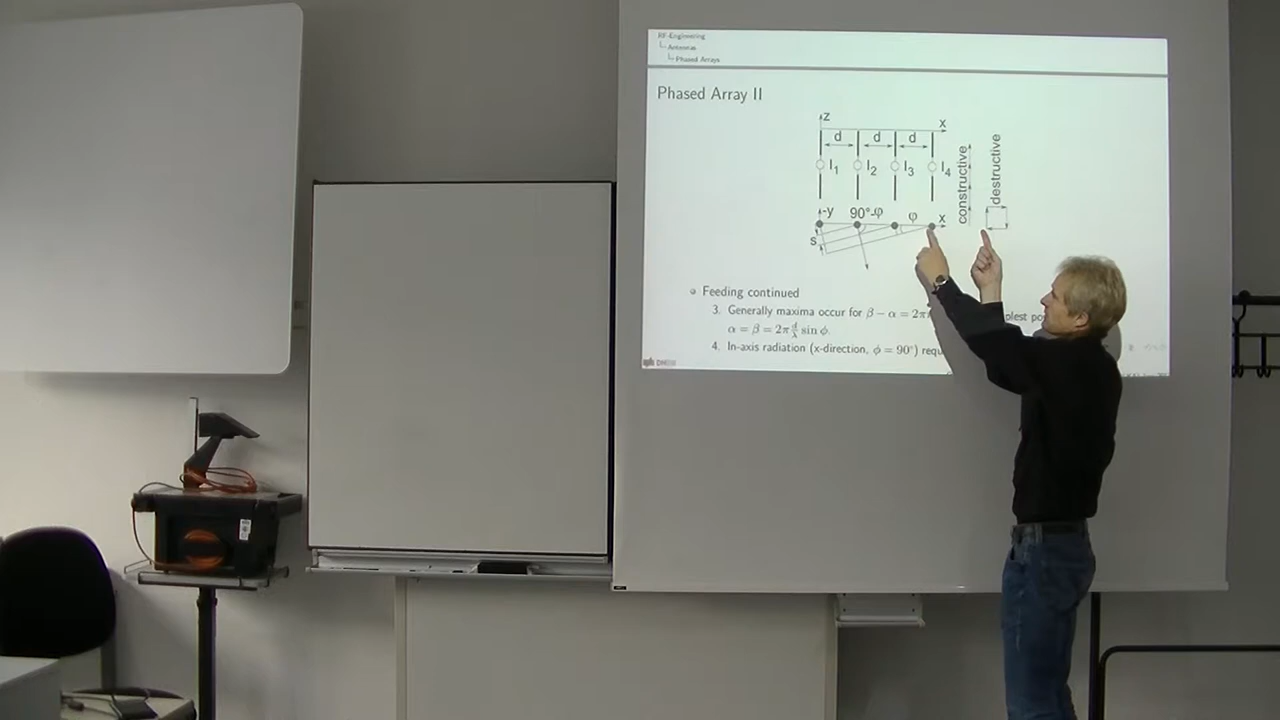 RF-Engineering
Antennas
Phased Arrays
Phased Array II
z
x
d d d
I1 I2 I3 I4
constructive
destructive
-y 90°-φ φ x
s
Feeding continued
3. Generally maxima occur for β − α = 2π
α = β = 2π d/λ sin φ.
4. In-axis radiation (x-direction, φ = 90°) requ
DHBW